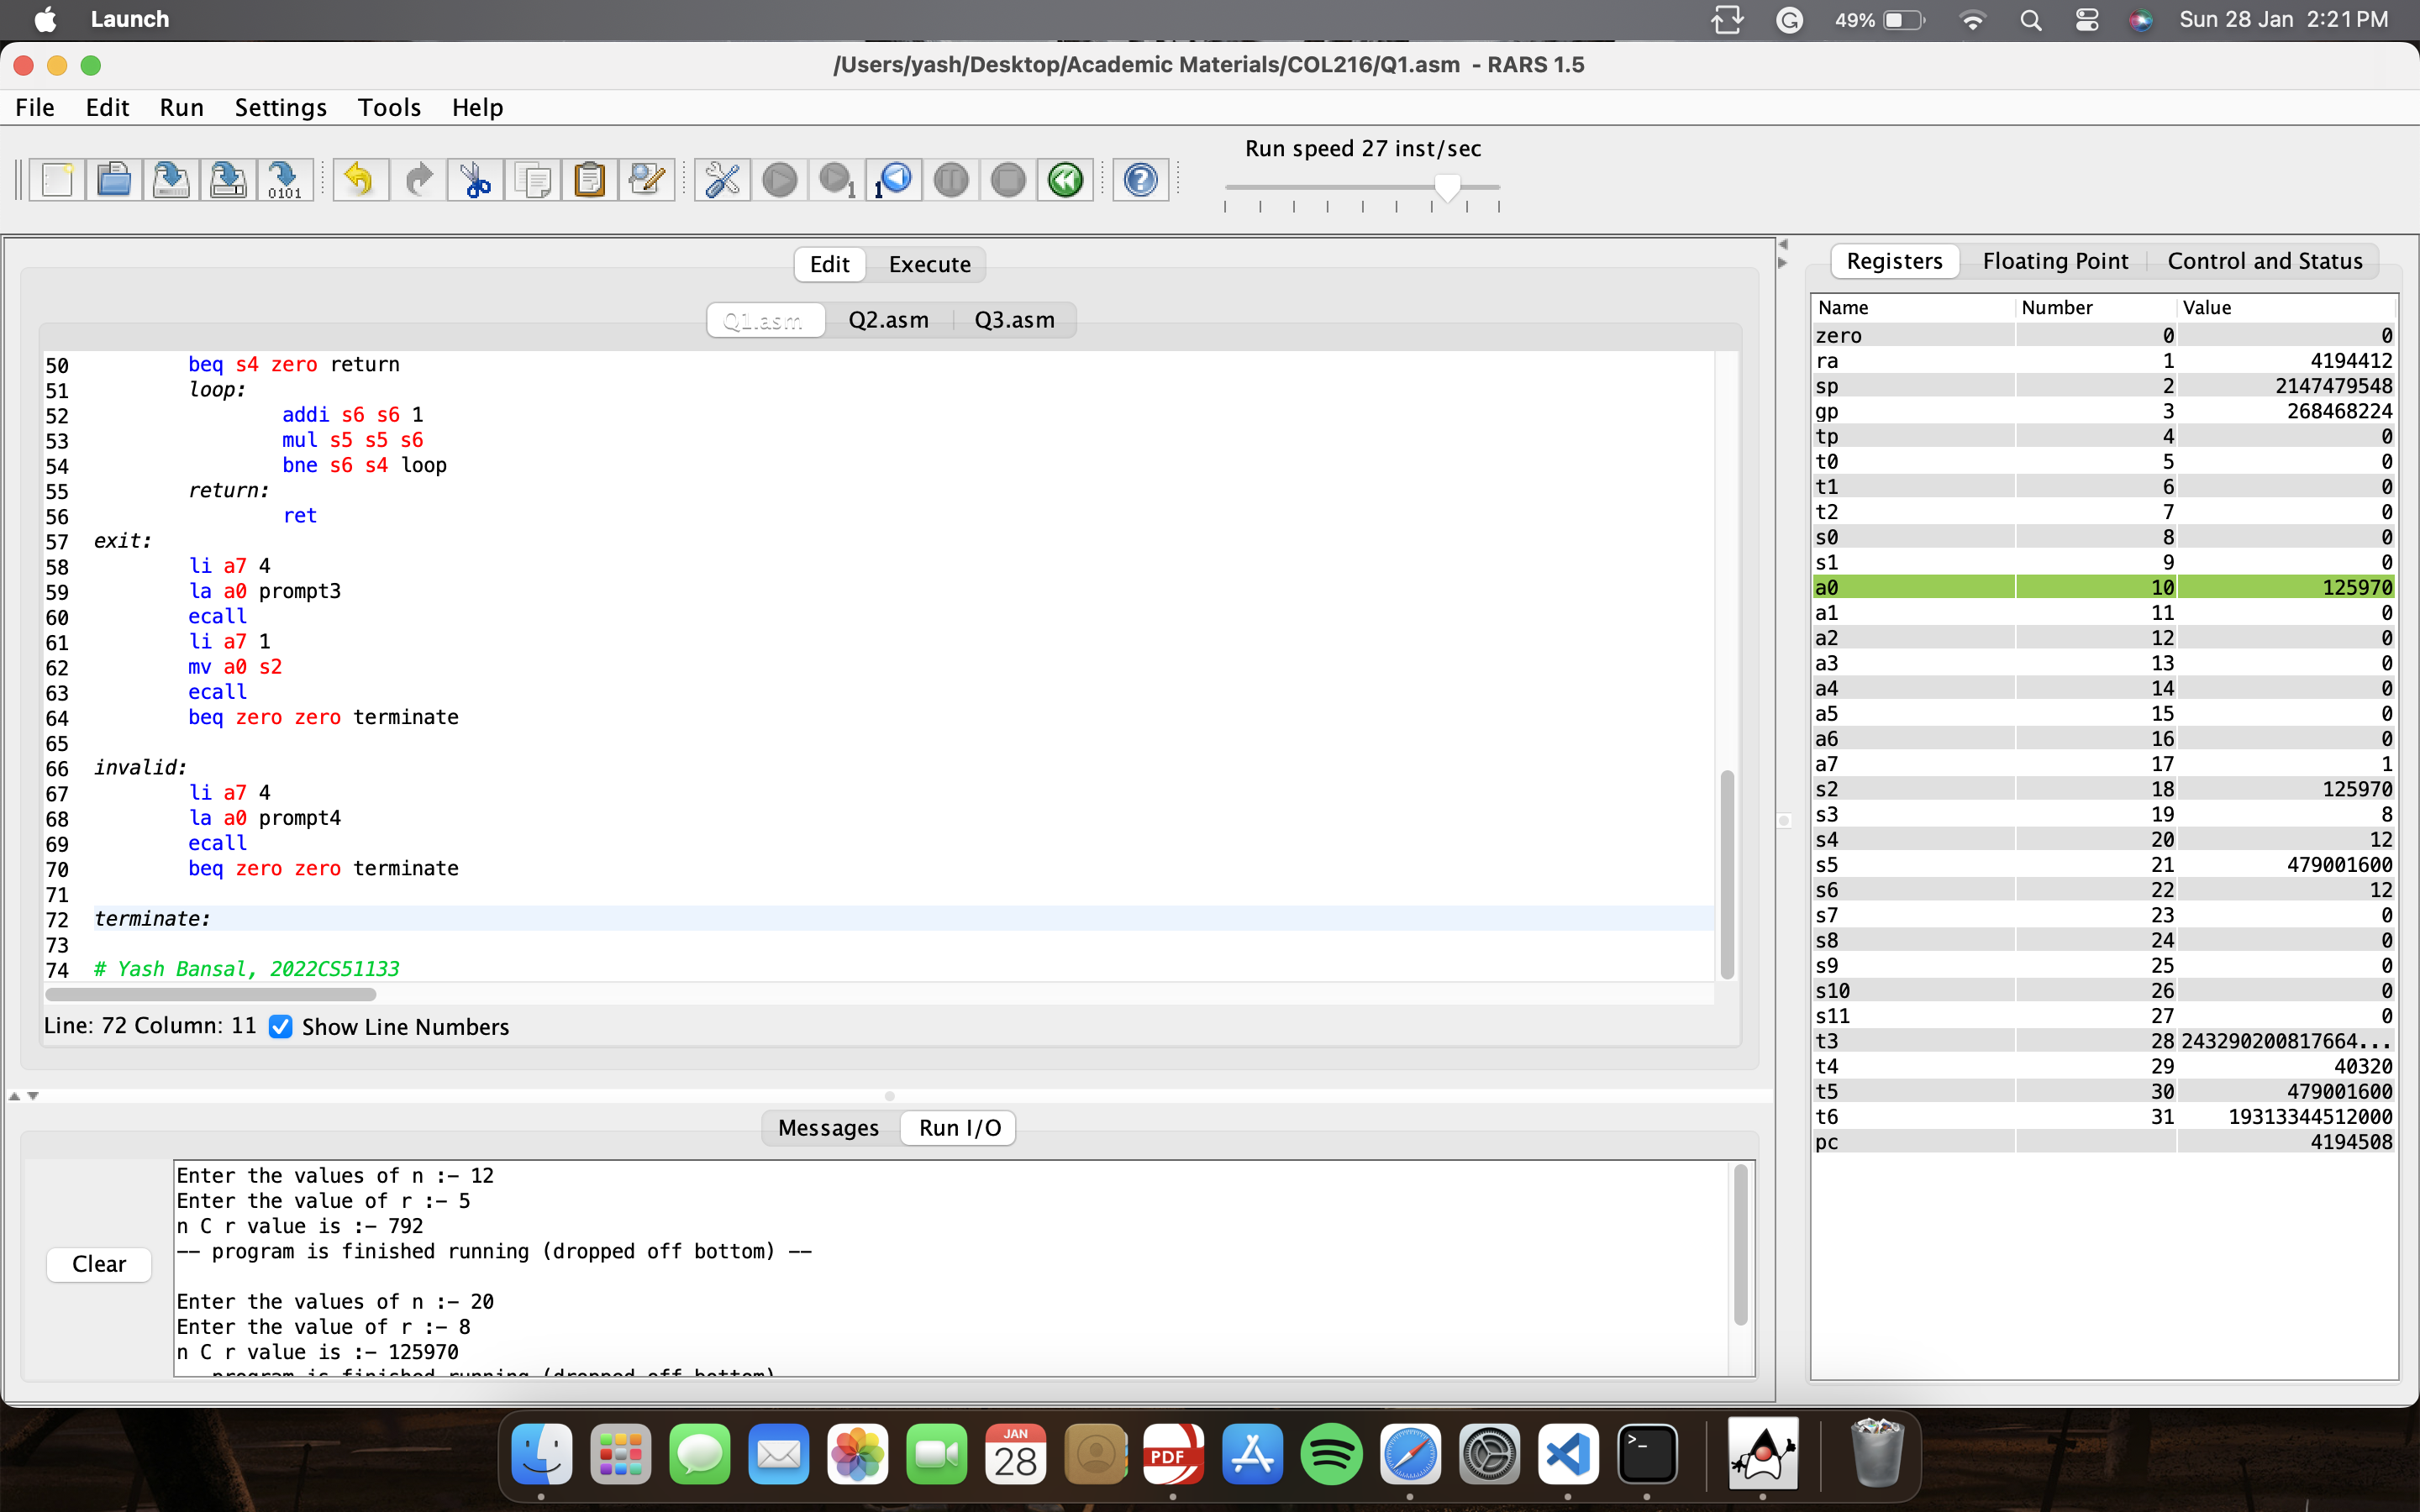 Launch
49%
Sun 28 Jan 2:21 PM
/Users/yash/Desktop/Academic Materials/COL216/Q1.asm - RARS 1.5
File Edit Run Settings Tools Help
Run speed 27 inst/sec
0101
1
1
Edit Execute
Q1.asm Q2.asm Q3.asm
50 beq s4 zero return
51 loop:
52 addi s6 s6 1
53 mul s5 s5 s6
54 bne s6 s4 loop
55 return:
56 ret
57 exit:
58 li a7 4
59 la a0 prompt3
60 ecall
61 li a7 1
62 mv a0 s2
63 ecall
64 beq zero zero terminate
65
66 invalid:
67 li a7 4
68 la a0 prompt4
69 ecall
70 beq zero zero terminate
71
72 terminate:
73
74 # Yash Bansal, 2022CS51133
Line: 72 Column: 11 Show Line Numbers
Messages Run I/O
Clear
Enter the values of n :- 12
Enter the value of r :- 5
n C r value is :- 792
-- program is finished running (dropped off bottom) --
Enter the values of n :- 20
Enter the value of r :- 8
n C r value is :- 125970
program is finished running (dropped off bottom)
Registers Floating Point Control and Status
Name Number Value
zero 0 0
ra 1 4194412
sp 2 2147479548
gp 3 268468224
tp 4 0
t0 5 0
t1 6 0
t2 7 0
s0 8 0
s1 9 0
a0 10 125970
a1 11 0
a2 12 0
a3 13 0
a4 14 0
a5 15 0
a6 16 0
a7 17 1
s2 18 125970
s3 19 8
s4 20 12
s5 21 479001600
s6 22 12
s7 23 0
s8 24 0
s9 25 0
s10 26 0
s11 27 0
t3 28 243290200817664...
t4 29 40320
t5 30 479001600
t6 31 19313344512000
pc 4194508
JAN
28
PDF